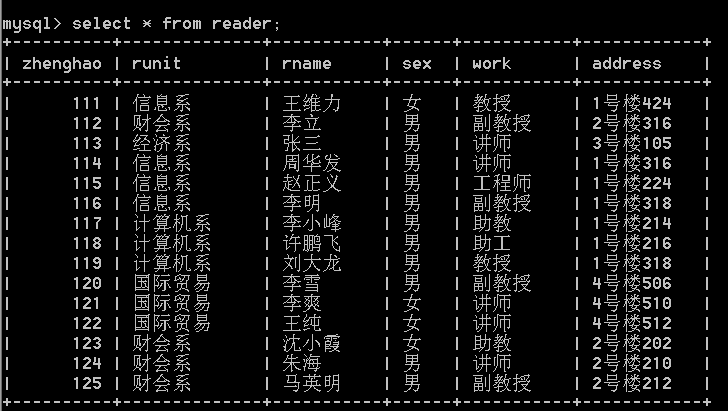 mysql> select * from reader;
+----------+------------+--------+------+--------+----------+
| zhenghao | runit | rname | sex | work | address |
+----------+------------+--------+------+--------+----------+
| 111 | 信息系 | 王维力 | 女 | 教授 | 1号楼424 |
| 112 | 财会系 | 李立 | 男 | 副教授 | 2号楼316 |
| 113 | 经济系 | 张三 | 男 | 讲师 | 3号楼105 |
| 114 | 信息系 | 周华发 | 男 | 讲师 | 1号楼316 |
| 115 | 信息系 | 赵正义 | 男 | 工程师 | 1号楼224 |
| 116 | 信息系 | 李明 | 男 | 副教授 | 1号楼318 |
| 117 | 计算机系 | 李小峰 | 男 | 助教 | 1号楼214 |
| 118 | 计算机系 | 许鹏飞 | 男 | 助工 | 1号楼216 |
| 119 | 计算机系 | 刘大龙 | 男 | 教授 | 1号楼318 |
| 120 | 国际贸易 | 李雪 | 男 | 副教授 | 4号楼506 |
| 121 | 国际贸易 | 李爽 | 女 | 讲师 | 4号楼510 |
| 122 | 国际贸易 | 王纯 | 女 | 讲师 | 4号楼512 |
| 123 | 财会系 | 沈小霞 | 女 | 助教 | 2号楼202 |
| 124 | 财会系 | 朱海 | 男 | 讲师 | 2号楼210 |
| 125 | 财会系 | 马英明 | 男 | 副教授 | 2号楼212 |
+----------+------------+--------+------+--------+----------+